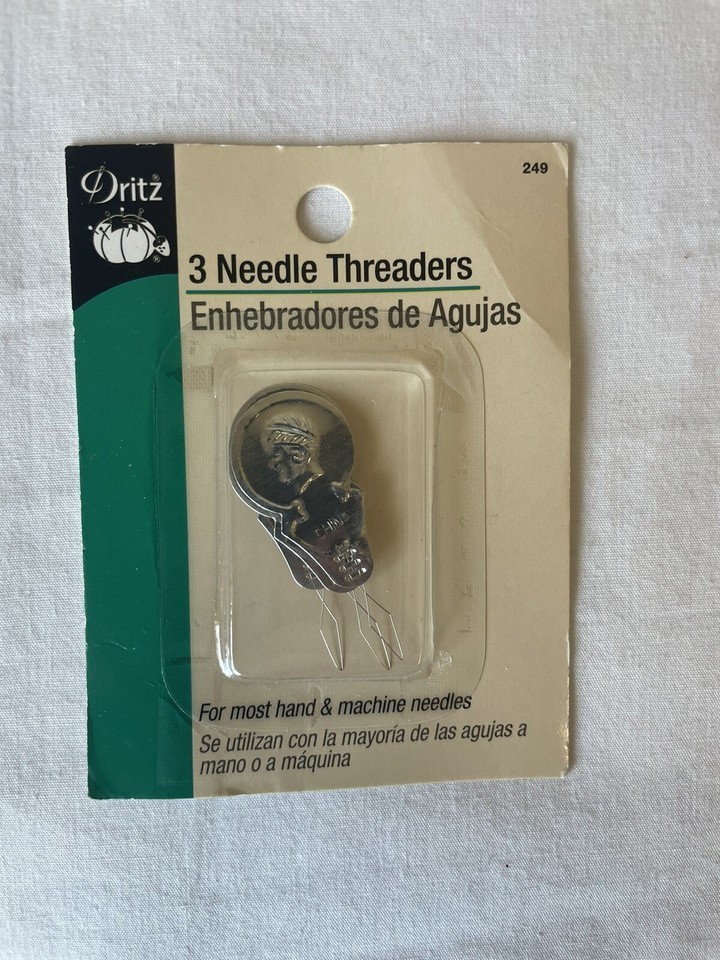 249
Dritz®
®
3 Needle Threaders
Enhebradores de Agujas
CHINA
For most hand & machine needles
Se utilizan con la mayoría de las agujas a
mano o a máquina